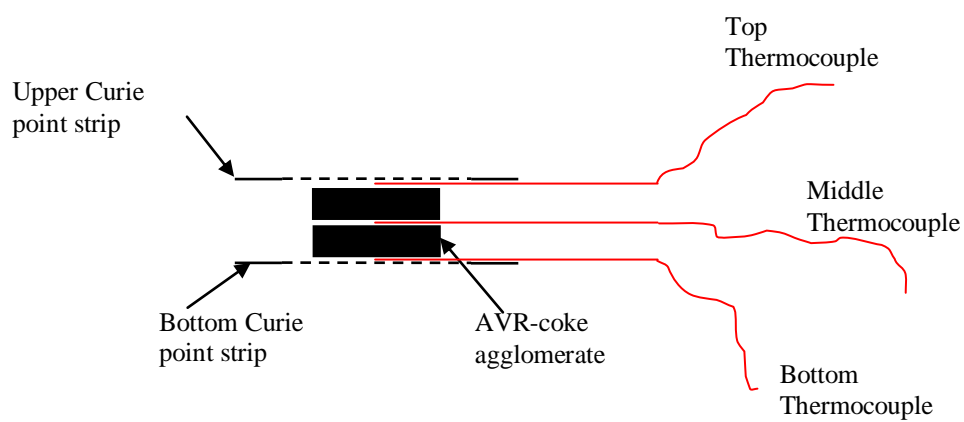 Top
Thermocouple
Upper Curie
point strip
Middle
Thermocouple
Bottom Curie
point strip
AVR-coke
agglomerate
Bottom
Thermocouple